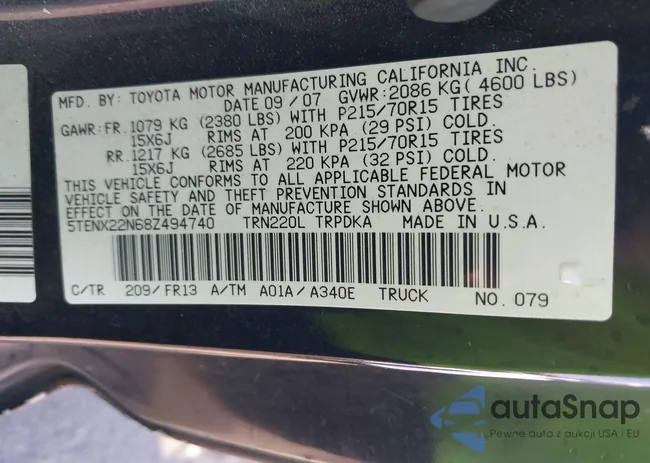 MFD. BY: TOYOTA MOTOR MANUFACTURING CALIFORNIA INC.
DATE 09/07 GVWR: 2086 KG( 4600 LBS)
GAWR: FR. 1079 KG (2380 LBS) WITH P215/70R15 TIRES
15X6J RIMS AT 200 KPA (29 PSI) COLD.
RR. 1217 KG (2685 LBS) WITH P215/70R15 TIRES
15X6J RIMS AT 220 KPA (32 PSI) COLD.
THIS VEHICLE CONFORMS TO ALL APPLICABLE FEDERAL MOTOR
VEHICLE SAFETY AND THEFT PREVENTION STANDARDS IN
EFFECT ON THE DATE OF MANUFACTURE SHOWN ABOVE.
5TENX22N68Z494740 TRN220L TRPDKA MADE IN U.S.A.
C/TR 209/FR13 A/TM A01A/A340E TRUCK NO. 079
autaSnap
Pewne auta z aukcji USA i EU